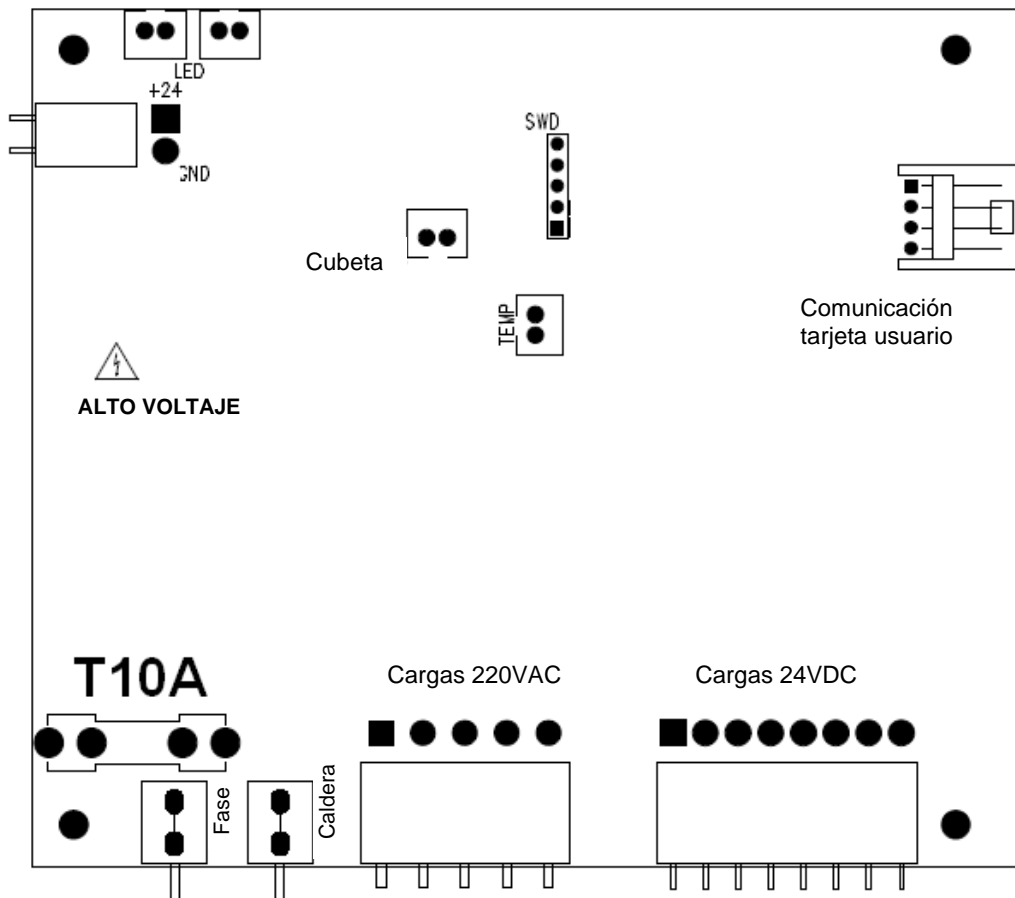 LED
+24
GND
SWD
Cubeta
TEMP
Comunicación
tarjeta usuario
ALTO VOLTAJE
T10A
Cargas 220VAC
Cargas 24VDC
Fase
Caldera